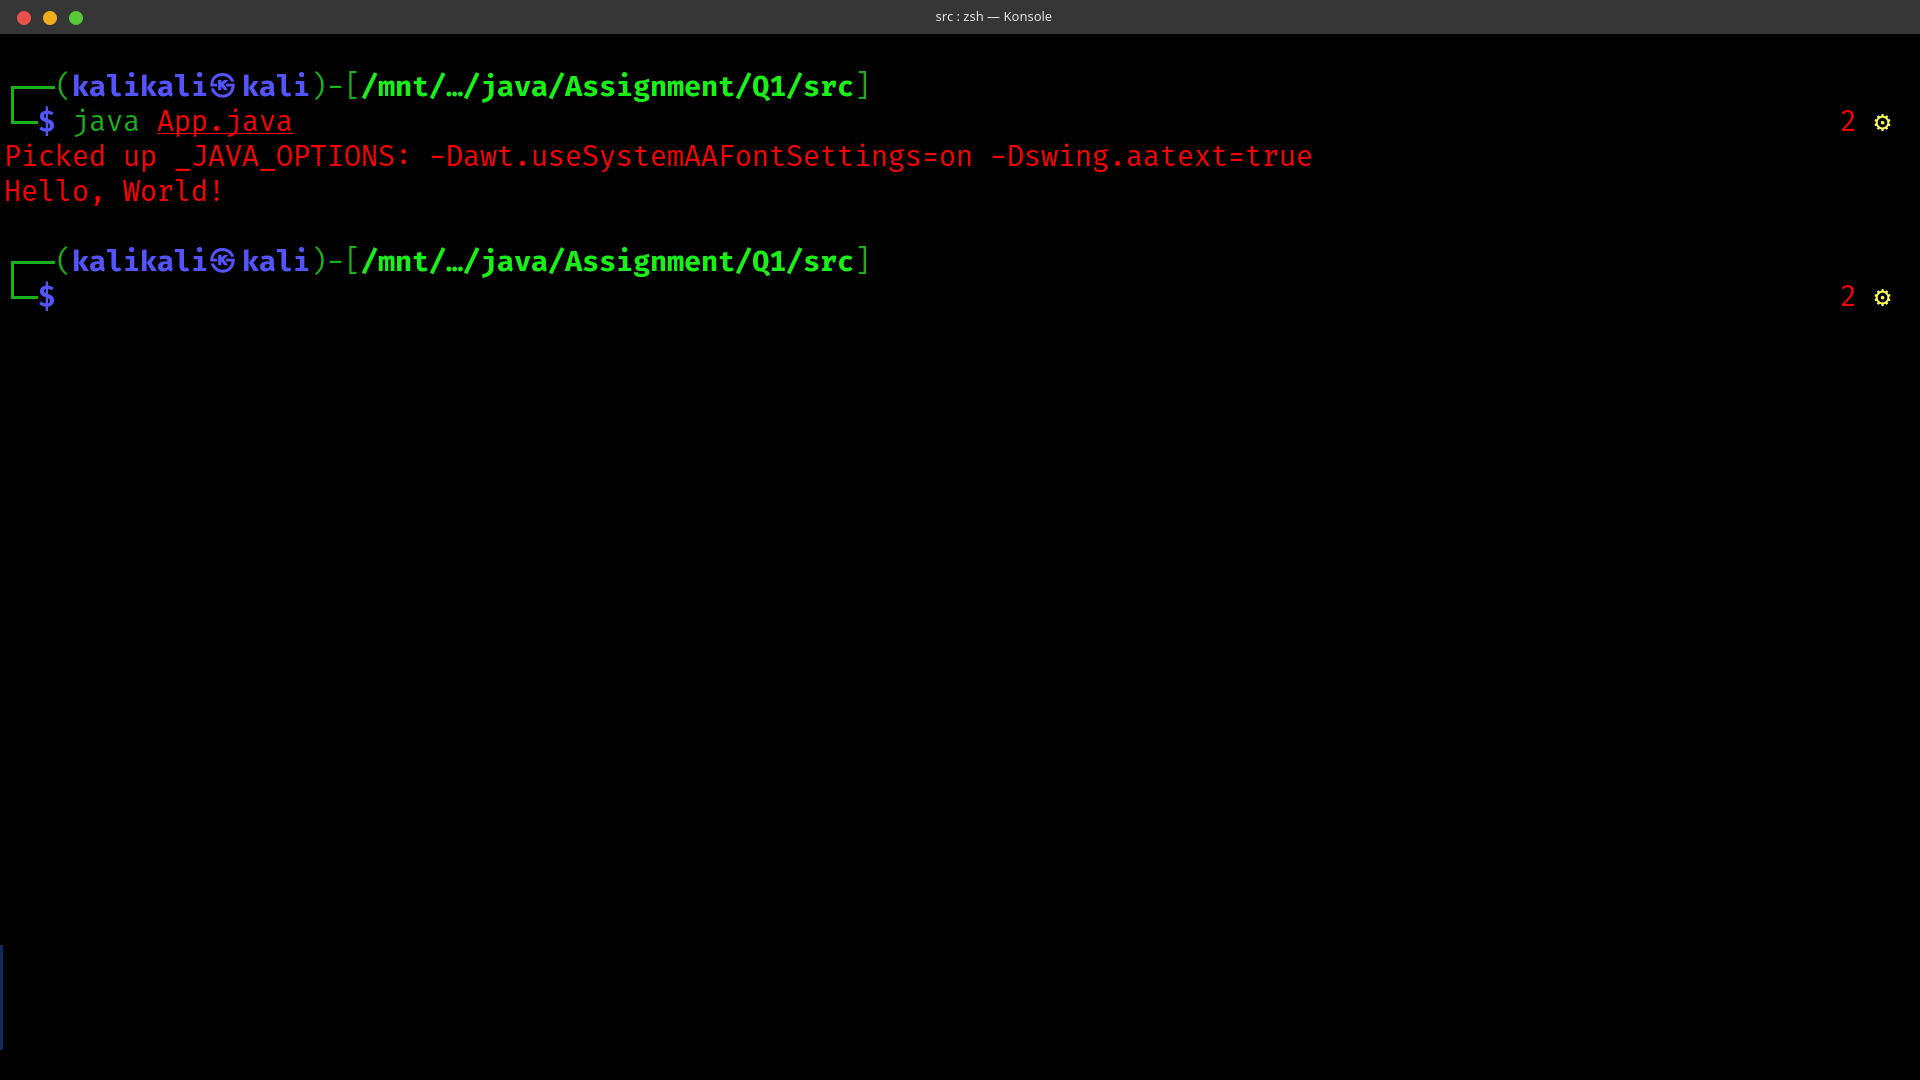 src : zsh — Konsole
┌──(kalikali㉿kali)-[/mnt/…/java/Assignment/Q1/src]
└─$ java App.java 2 ⚙
Picked up _JAVA_OPTIONS: -Dawt.useSystemAAFontSettings=on -Dswing.aatext=true
Hello, World!
┌──(kalikali㉿kali)-[/mnt/…/java/Assignment/Q1/src]
└─$ 2 ⚙